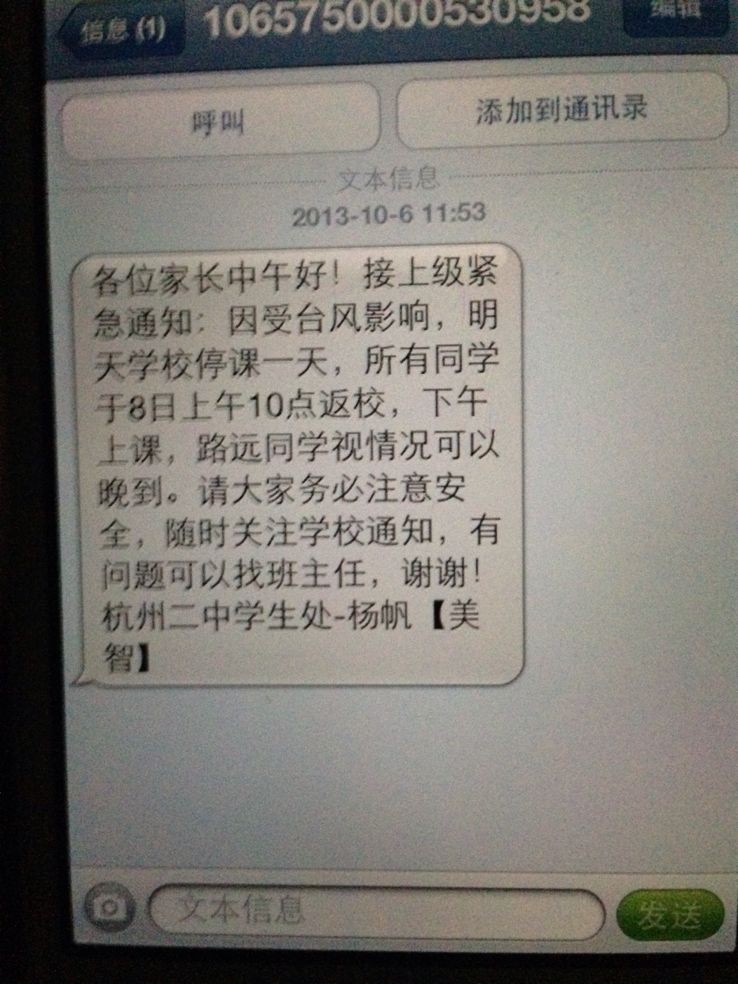 信息 (1)
1065750000530958
编辑
呼叫
添加到通讯录
文本信息
2013-10-6 11:53
各位家长中午好！接上级紧
急通知：因受台风影响，明
天学校停课一天，所有同学
于8日上午10点返校，下午
上课，路远同学视情况可以
晚到。请大家务必注意安
全，随时关注学校通知，有
问题可以找班主任，谢谢！
杭州二中学生处-杨帆【美
智】
文本信息
发送